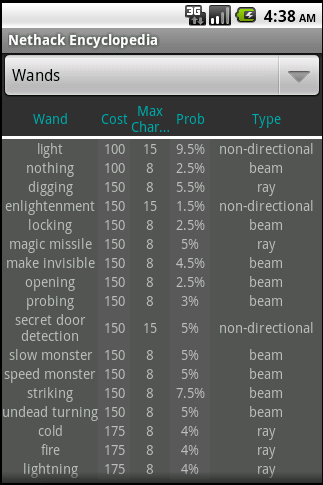 3G 4:38 AM
Nethack Encyclopedia
Wands
Wand Cost Max Char... Prob Type
light 100 15 9.5% non-directional
nothing 100 8 2.5% beam
digging 150 8 5.5% ray
enlightenment 150 15 1.5% non-directional
locking 150 8 2.5% beam
magic missile 150 8 5% ray
make invisible 150 8 4.5% beam
opening 150 8 2.5% beam
probing 150 8 3% beam
secret door detection 150 15 5% non-directional
slow monster 150 8 5% beam
speed monster 150 8 5% beam
striking 150 8 7.5% beam
undead turning 150 8 5% beam
cold 175 8 4% ray
fire 175 8 4% ray
lightning 175 8 4% ray